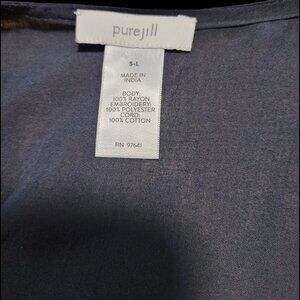 purejill
S-L
MADE IN
INDIA
BODY:
100% RAYON
EMBROIDERY:
100% POLYESTER
CORD:
100% COTTON
RN 97641